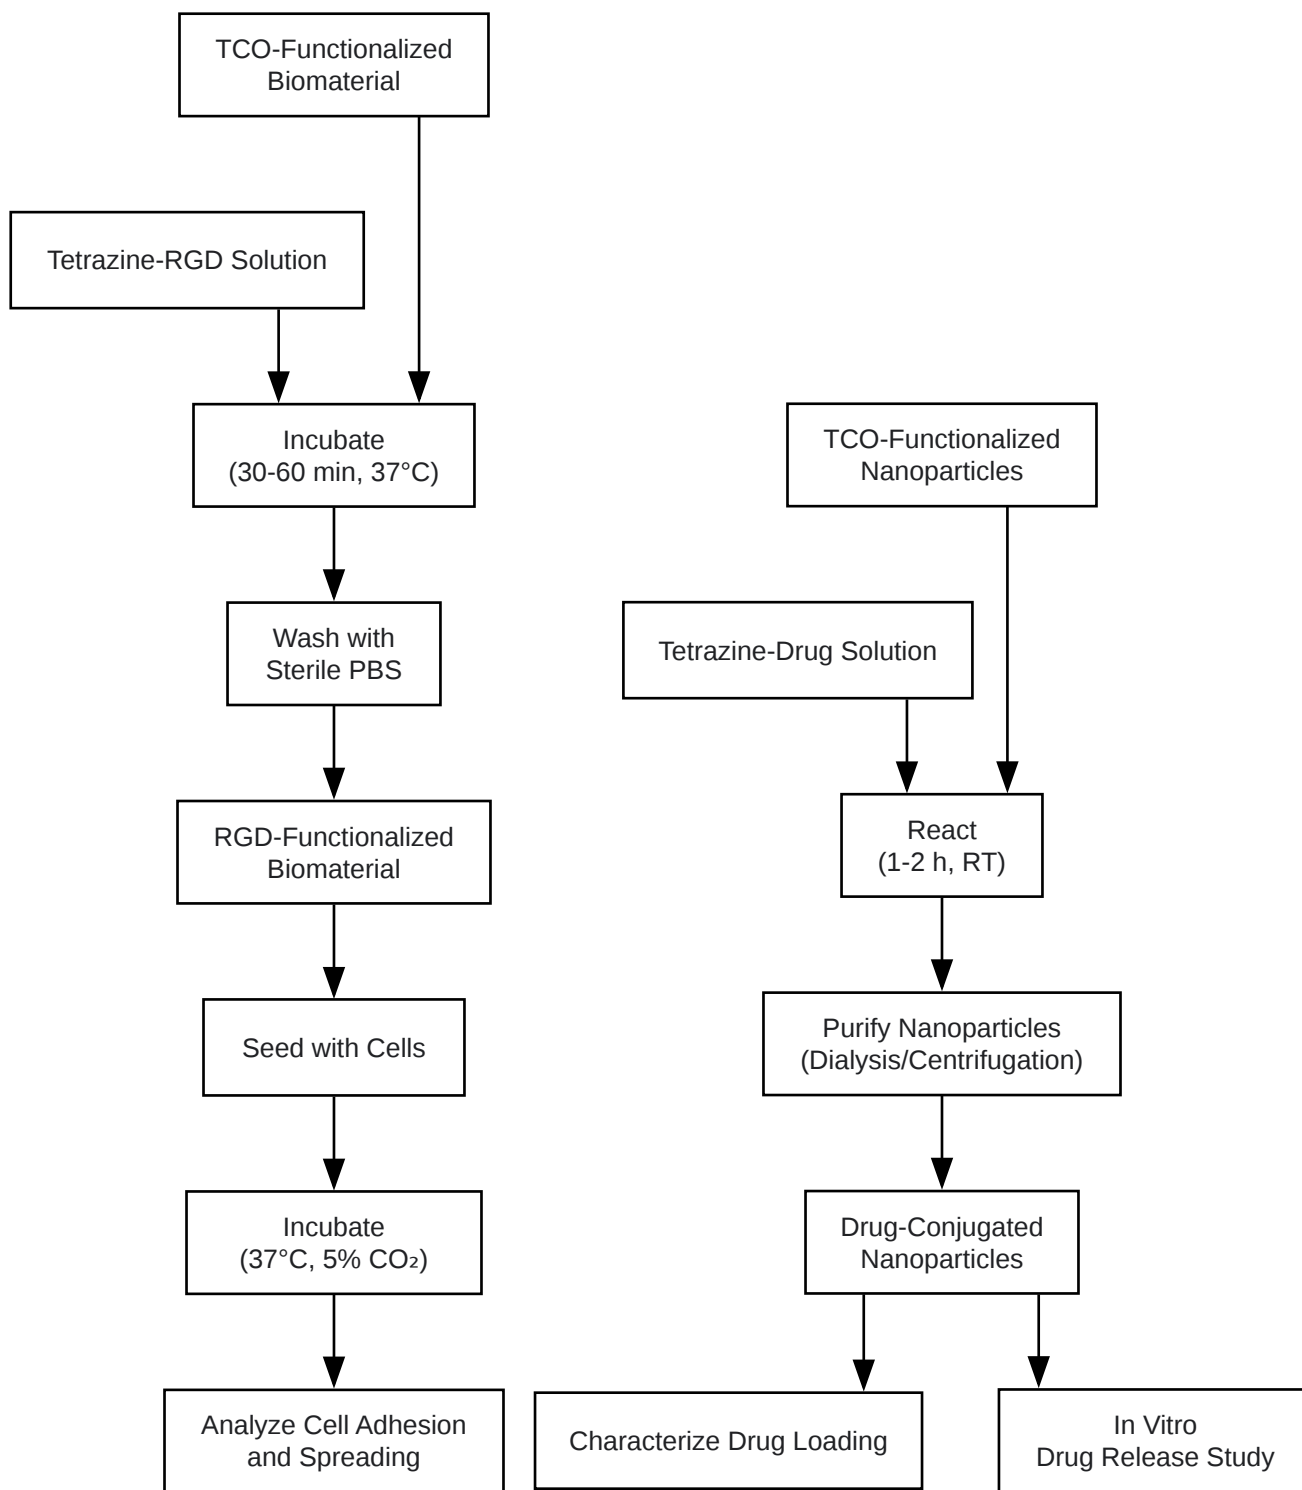 TCO-Functionalized
Biomaterial
Tetrazine-RGD Solution
Incubate
(30-60 min, 37°C)
Wash with
Sterile PBS
RGD-Functionalized
Biomaterial
Seed with Cells
Incubate
(37°C, 5% CO₂)
Analyze Cell Adhesion
and Spreading
TCO-Functionalized
Nanoparticles
Tetrazine-Drug Solution
React
(1-2 h, RT)
Purify Nanoparticles
(Dialysis/Centrifugation)
Drug-Conjugated
Nanoparticles
Characterize Drug Loading
In Vitro
Drug Release Study